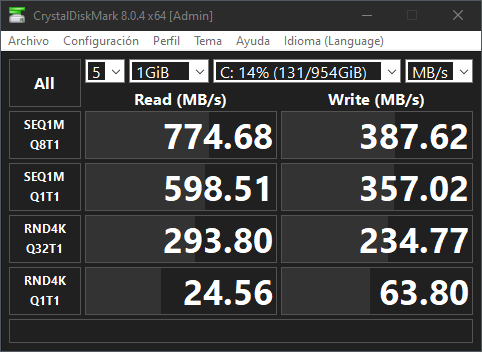 CrystalDiskMark 8.0.4 x64 [Admin]
Archivo Configuración Perfil Tema Ayuda Idioma (Language)
All 5 1GiB C: 14% (131/954GiB) MB/s
Read (MB/s) Write (MB/s)
SEQ1M
Q8T1
774.68 387.62
SEQ1M
Q1T1
598.51 357.02
RND4K
Q32T1
293.80 234.77
RND4K
Q1T1
24.56 63.80